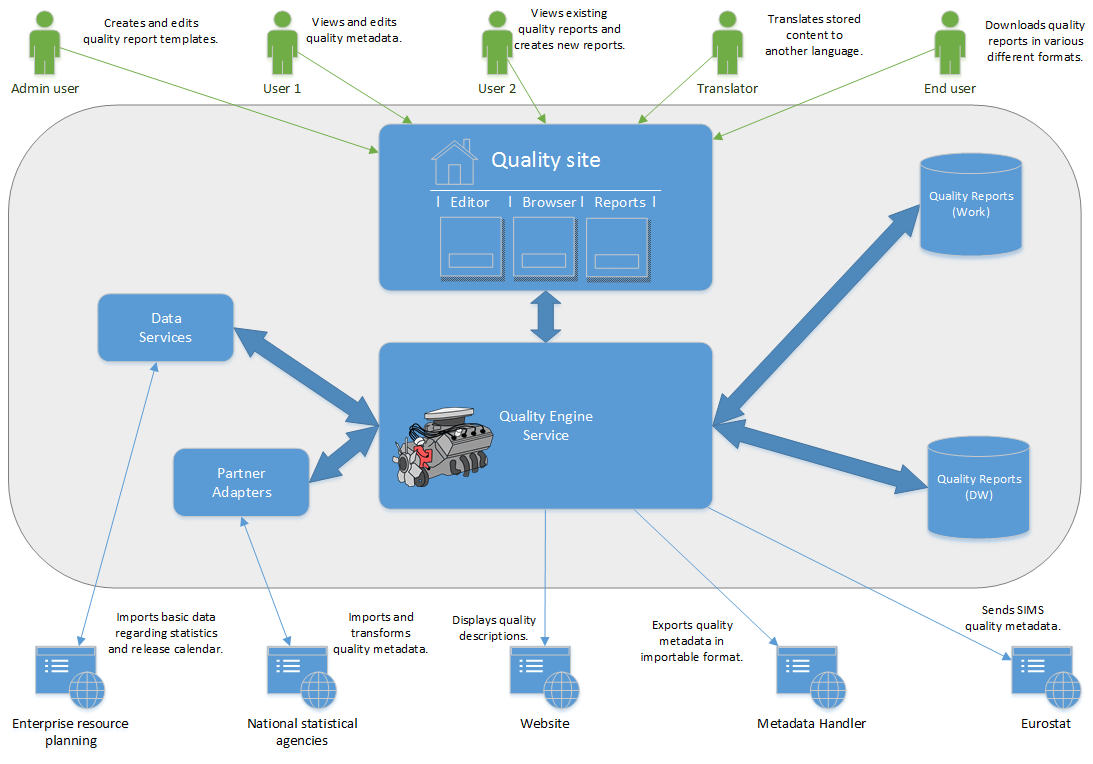 Creates and edits
quality report templates.
Admin user
Views and edits
quality metadata.
User 1
Views existing
quality reports and
creates new reports.
User 2
Translates stored
content to
another language.
Translator
Downloads quality
reports in various
different formats.
End user
Quality site
| Editor | Browser | Reports |
Quality Reports
(Work)
Data
Services
Quality Engine
Service
Partner
Adapters
Quality Reports
(DW)
Imports basic data
regarding statistics
and release calendar.
Enterprise resource
planning
Imports and
transforms
quality metadata.
National statistical
agencies
Displays quality
descriptions.
Website
Exports quality
metadata in
importable format.
Metadata Handler
Sends SIMS
quality metadata.
Eurostat